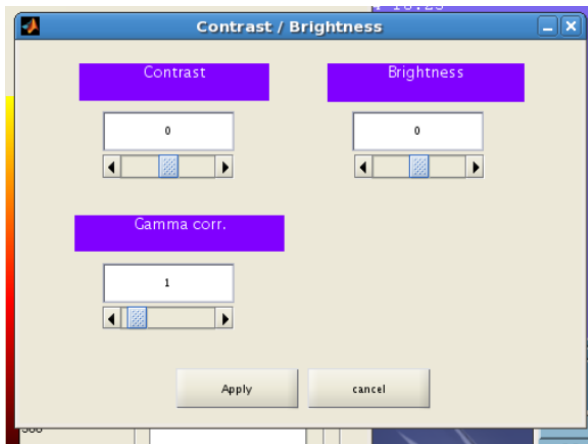 Contrast / Brightness
Contrast
Brightness
0
0
Gamma corr.
1
Apply
cancel